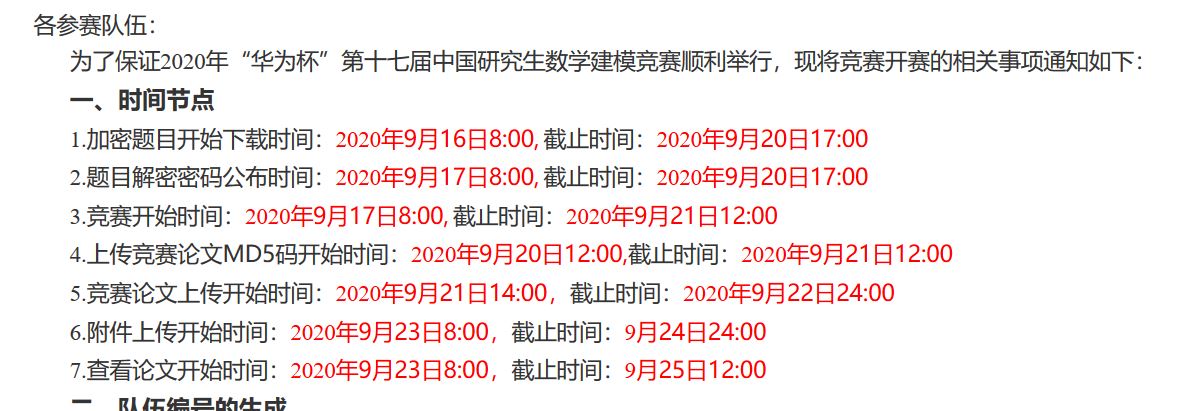 各参赛队伍：
为了保证2020年“华为杯”第十七届中国研究生数学建模竞赛顺利举行，现将竞赛开赛的相关事项通知如下：
一、时间节点
1.加密题目开始下载时间：2020年9月16日8:00,截止时间：2020年9月20日17:00
2.题目解密密码公布时间：2020年9月17日8:00,截止时间：2020年9月20日17:00
3.竞赛开始时间：2020年9月17日8:00,截止时间：2020年9月21日12:00
4.上传竞赛论文MD5码开始时间：2020年9月20日12:00,截止时间：2020年9月21日12:00
5.竞赛论文上传开始时间：2020年9月21日14:00，截止时间：2020年9月22日24:00
6.附件上传开始时间：2020年9月23日8:00，截止时间：9月24日24:00
7.查看论文开始时间：2020年9月23日8:00，截止时间：9月25日12:00
二、队伍编号的生成